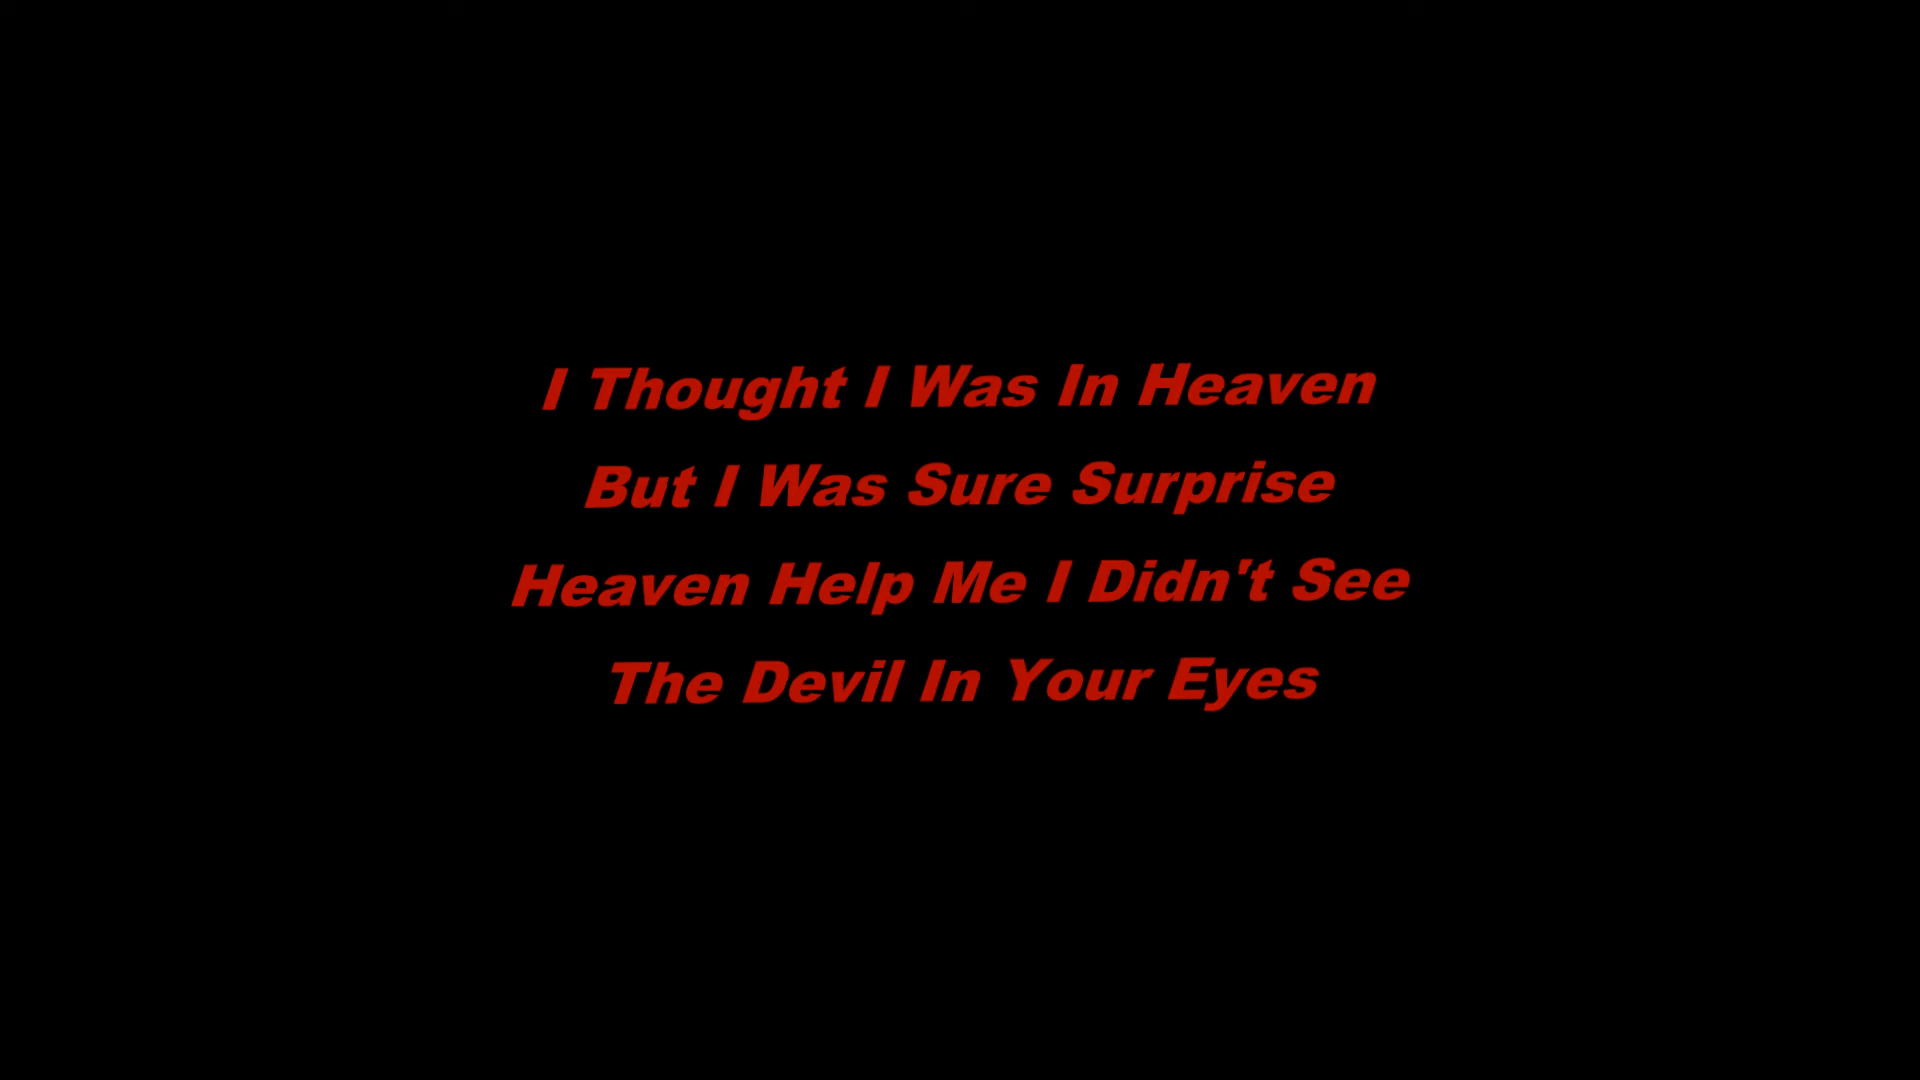 I Thought I Was In Heaven
But I Was Sure Surprise
Heaven Help Me I Didn't See
The Devil In Your Eyes